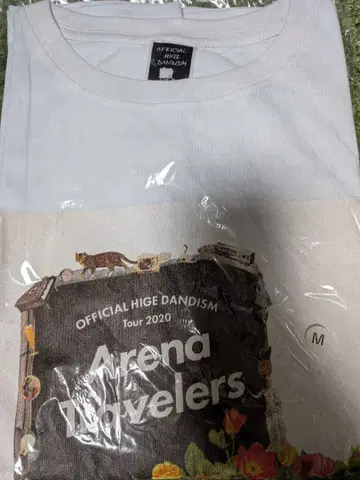 OFFICIAL
HIGE
DANDISM
OFFICIAL HIGE DANDISM
Tour 2020
Arena
Travelers
M